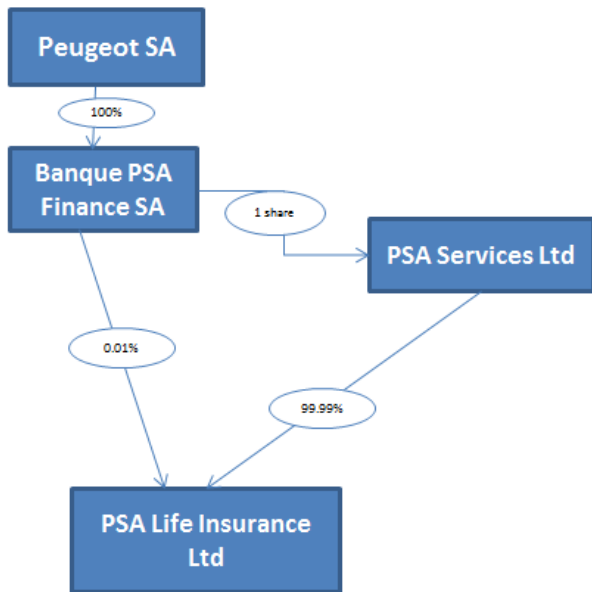 Peugeot SA
100%
Banque PSA
Finance SA
1 share
PSA Services Ltd
0.01%
99.99%
PSA Life Insurance
Ltd